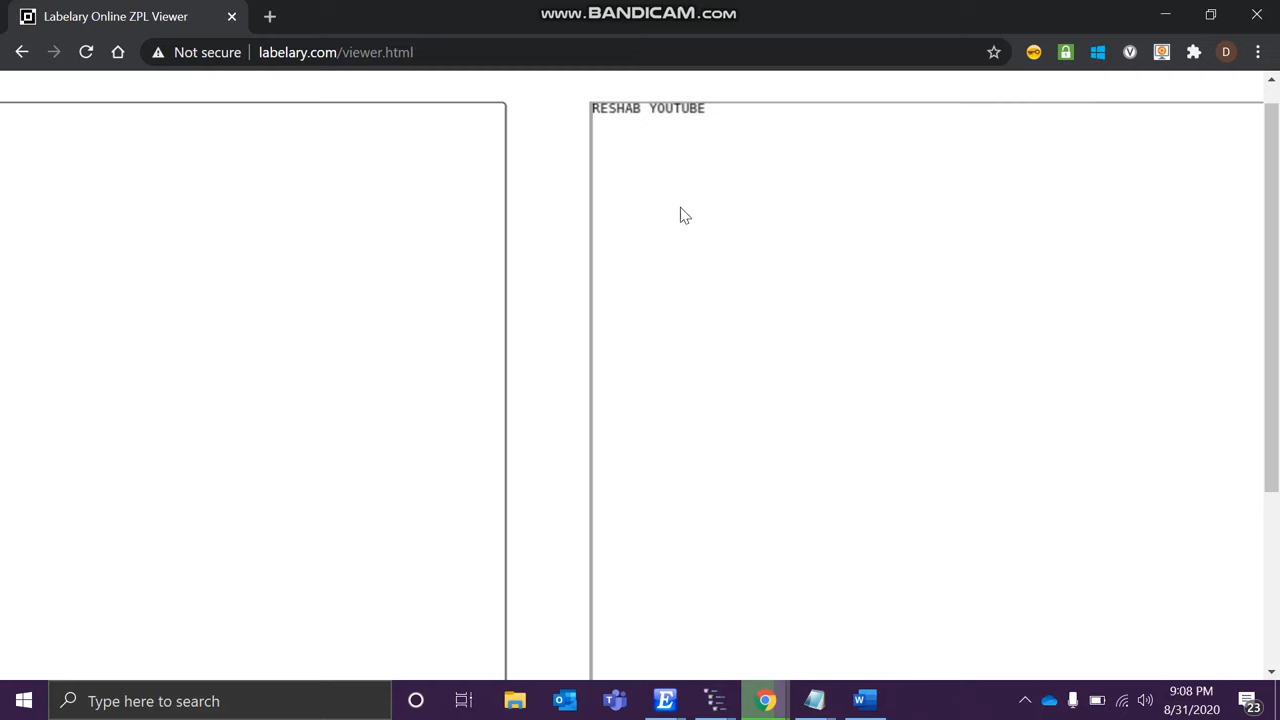 www.BANDICAM.com
Labelary Online ZPL Viewer
Not secure
labelary.com/viewer.html
D
RESHAB YOUTUBE
Type here to search
9:08 PM
8/31/2020
23